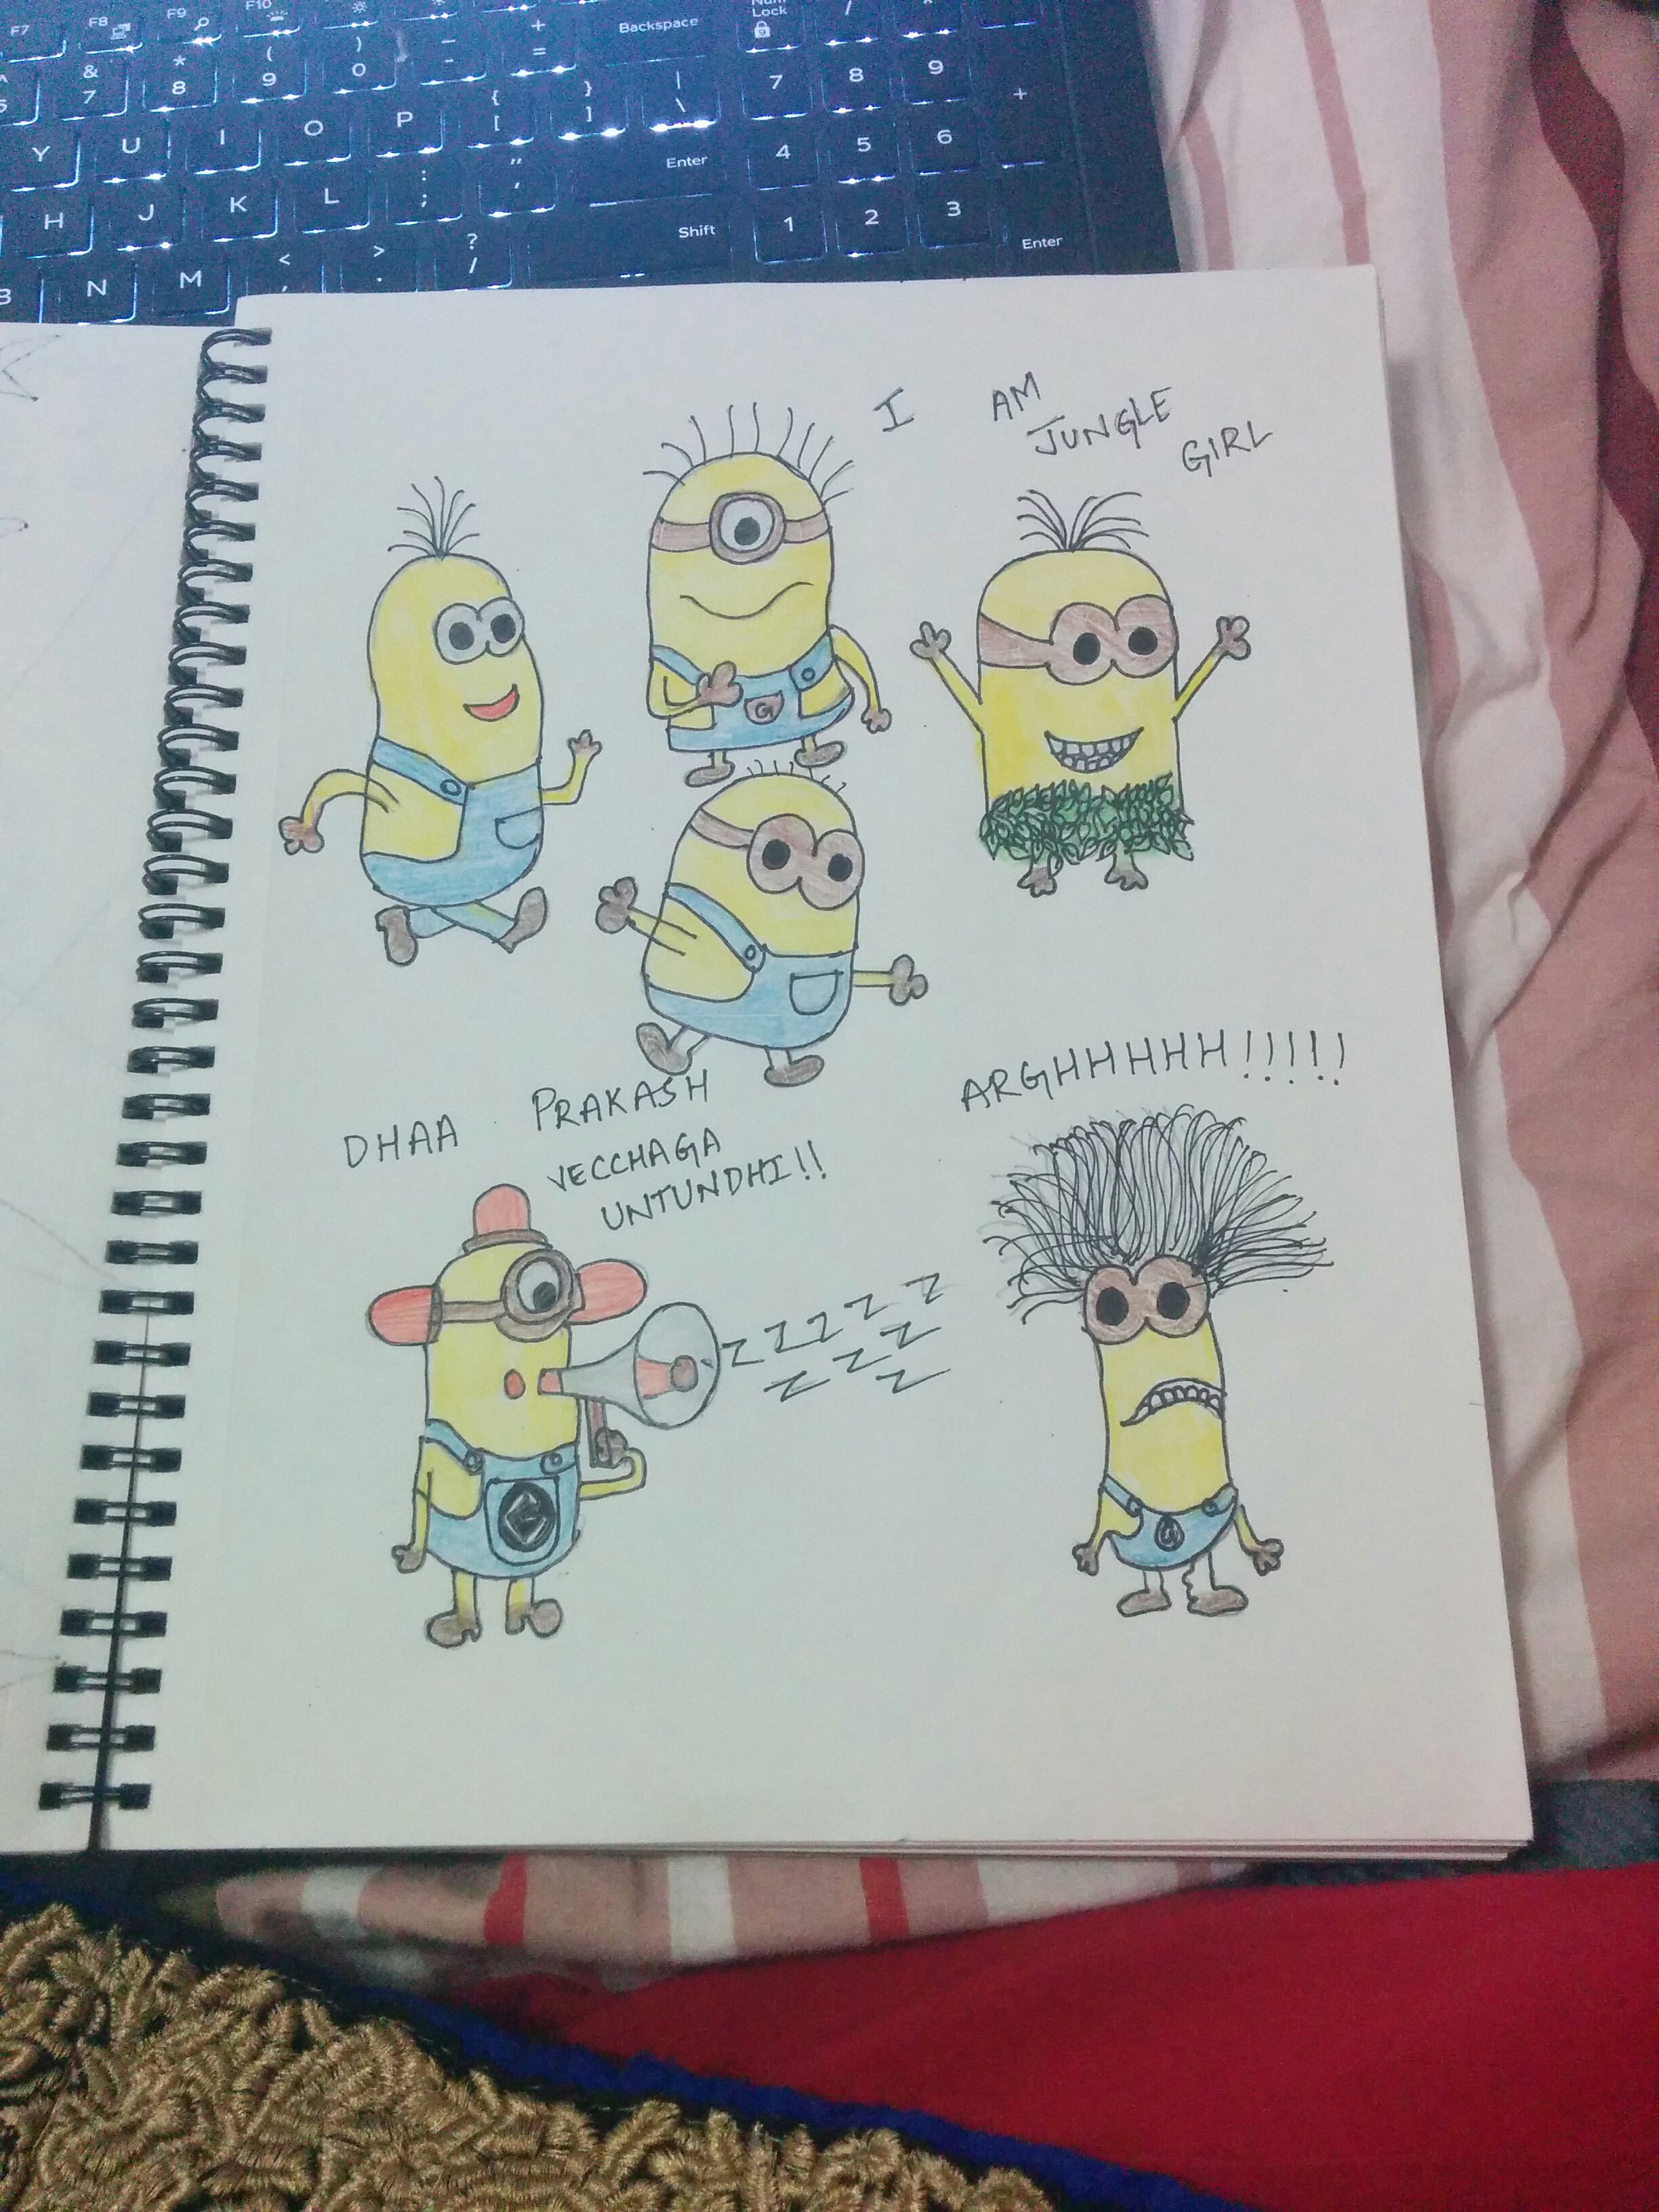 F7 F8 F9 F10 Num Lock /
& 7 * 8 ( 9 ) 0 _ - + = Backspace 7 8 9 +
Y U I O P { [ } ] | \
H J K L : ; " ' Enter 4 5 6
B N M < , > . ? / Shift 1 2 3 Enter
I AM
JUNGLE
GIRL
G
ARGHHHHH!!!!!
DHAA PRAKASH
VECCHAGA
UNTUNDHI!!
ZZZZZ
ZZZ
ZZ